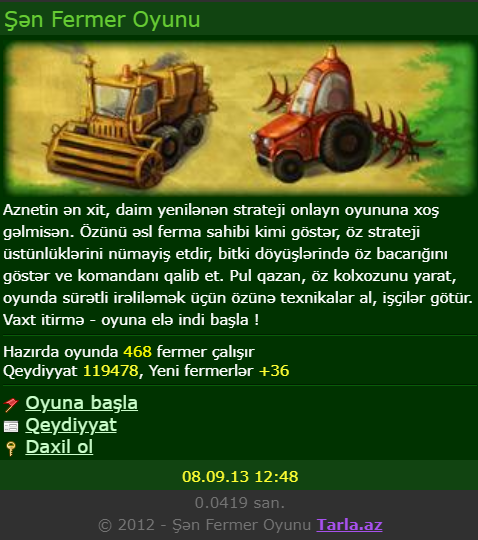 Şən Fermer Oyunu
Aznetin ən xit, daim yenilənən strateji onlayn oyununa xoş
gəlmisən. Özünü əsl ferma sahibi kimi göstər, öz strateji
üstünlüklərini nümayiş etdir, bitki döyüşlərində öz bacarığını
göstər ve komandanı qalib et. Pul qazan, öz kolxozunu yarat,
oyunda sürətli irəliləmək üçün özünə texnikalar al, işçilər götür.
Vaxt itirmə - oyuna elə indi başla !
Hazırda oyunda 468 fermer çalışır
Qeydiyyat 119478, Yeni fermerlər +36
Oyuna başla
Qeydiyyat
Daxil ol
08.09.13 12:48
0.0419 san.
© 2012 - Şən Fermer Oyunu Tarla.az